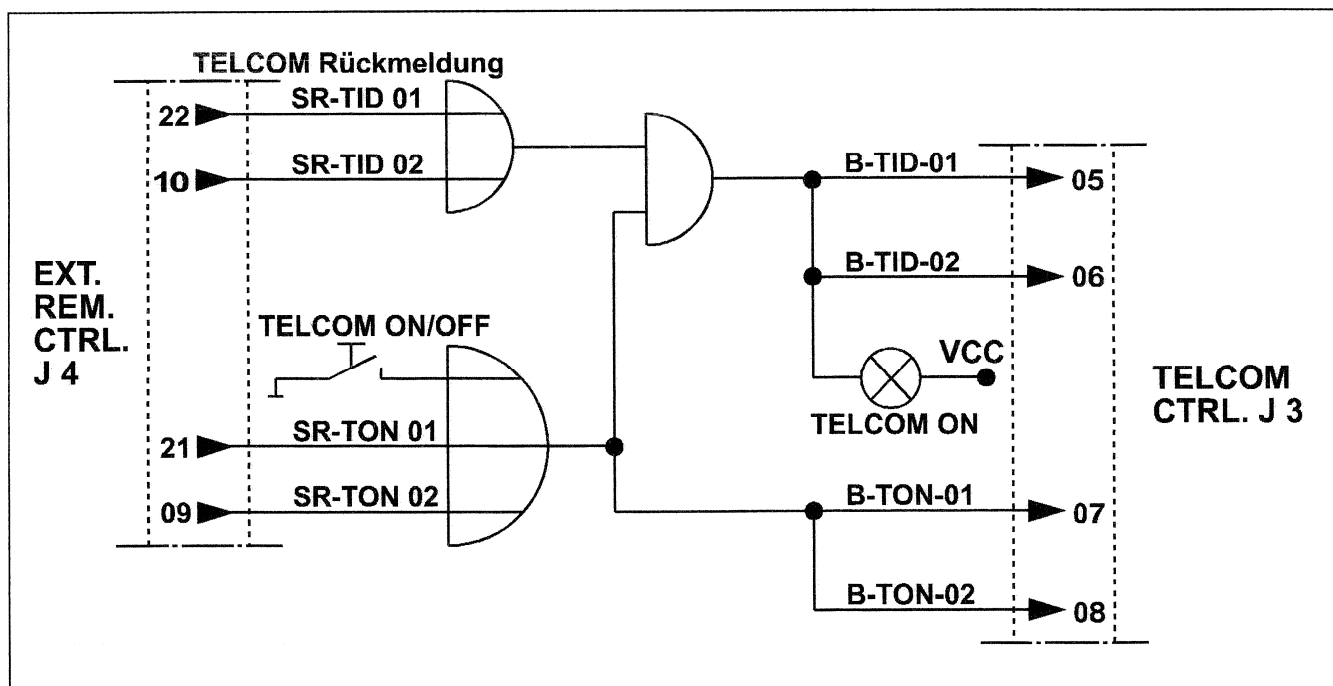 TELCOM Rückmeldung
22 SR-TID 01
10 SR-TID 02
EXT.
REM.
CTRL.
J 4
TELCOM ON/OFF
21 SR-TON 01
09 SR-TON 02
B-TID-01 05
B-TID-02 06
VCC
TELCOM ON
TELCOM
CTRL. J 3
B-TON-01 07
B-TON-02 08